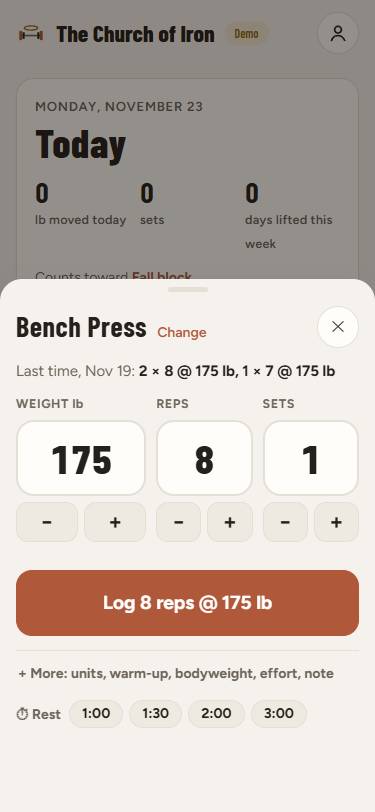 The Church of Iron Demo
MONDAY, NOVEMBER 23
Today
0 0 0
lb moved today sets days lifted this
week
Counts toward Fall block
Bench Press Change
Last time, Nov 19: 2 × 8 @ 175 lb, 1 × 7 @ 175 lb
WEIGHT lb REPS SETS
175 8 1
− + − + − +
Log 8 reps @ 175 lb
+ More: units, warm-up, bodyweight, effort, note
⏱ Rest 1:00 1:30 2:00 3:00